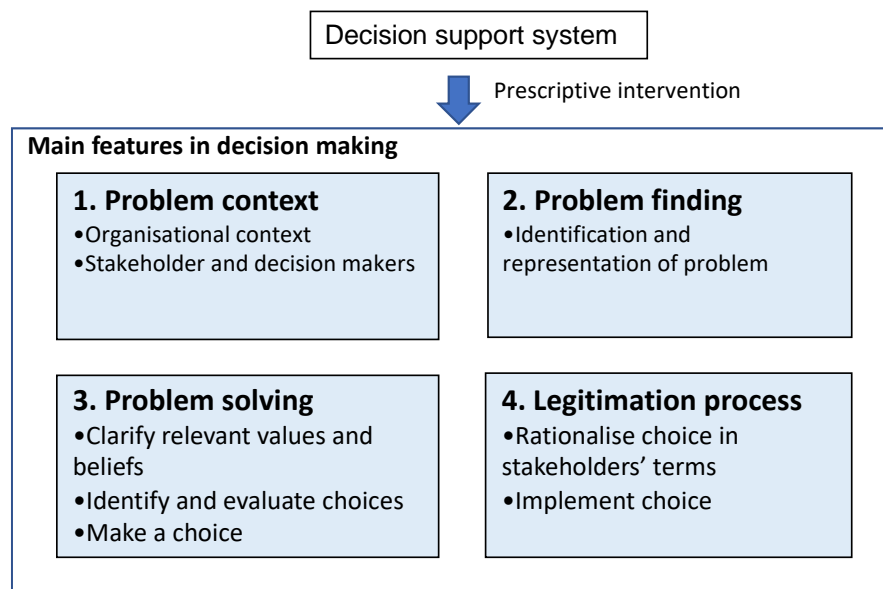 Decision support system
Prescriptive intervention
Main features in decision making
1. Problem context
•Organisational context
•Stakeholder and decision makers
2. Problem finding
•Identification and
representation of problem
3. Problem solving
•Clarify relevant values and
beliefs
•Identify and evaluate choices
•Make a choice
4. Legitimation process
•Rationalise choice in
stakeholders’ terms
•Implement choice